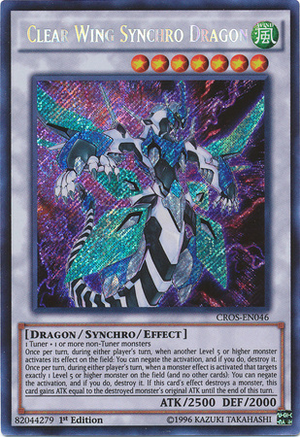 CLEAR WING SYNCHRO DRAGON
WIND
風
CROS-EN046
[DRAGON/SYNCHRO/EFFECT]
1 Tuner + 1 or more non-Tuner monsters
Once per turn, during either player's turn, when another Level 5 or higher monster
activates its effect on the field: You can negate the activation, and if you do, destroy it.
Once per turn, during either player's turn, when a monster effect is activated that targets
exactly 1 Level 5 or higher monster on the field (and no other cards): You can negate
the activation, and if you do, destroy it. If this card's effect destroys a monster, this
card gains ATK equal to the destroyed monster's original ATK until the end of this turn.
ATK/2500 DEF/2000
82044279 1st Edition ©1996 KAZUKI TAKAHASHI